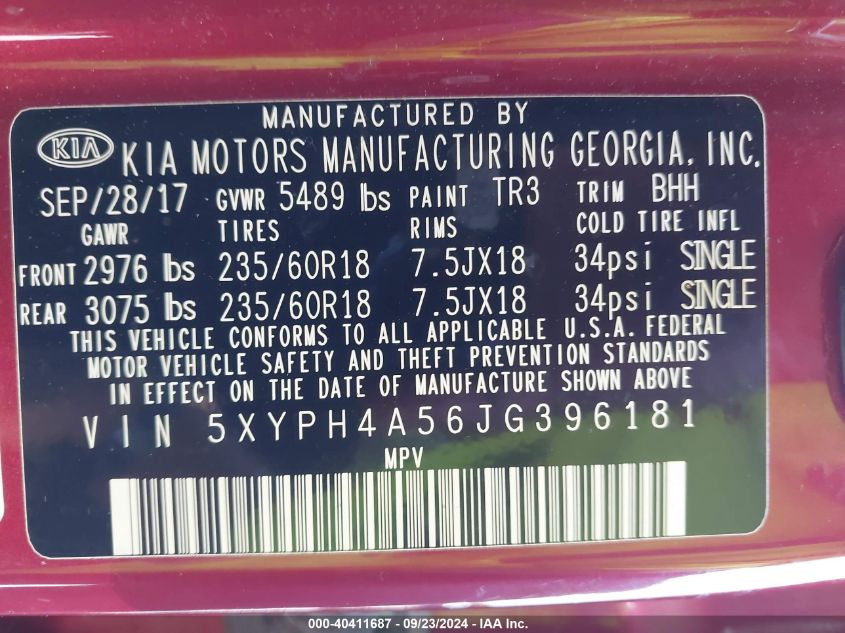 MANUFACTURED BY
KIA KIA MOTORS MANUFACTURING GEORGIA, INC.
SEP/28/17 GVWR 5489 lbs PAINT TR3 TRIM BHH
GAWR TIRES RIMS COLD TIRE INFL
FRONT 2976 lbs 235/60R18 7.5JX18 34psi SINGLE
REAR 3075 lbs 235/60R18 7.5JX18 34psi SINGLE
THIS VEHICLE CONFORMS TO ALL APPLICABLE U.S.A. FEDERAL
MOTOR VEHICLE SAFETY AND THEFT PREVENTION STANDARDS
IN EFFECT ON THE DATE OF MANUFACTURE SHOWN ABOVE
VIN 5XYPH4A56JG396181
MPV
000-40411687 - 09/23/2024 - IAA Inc.